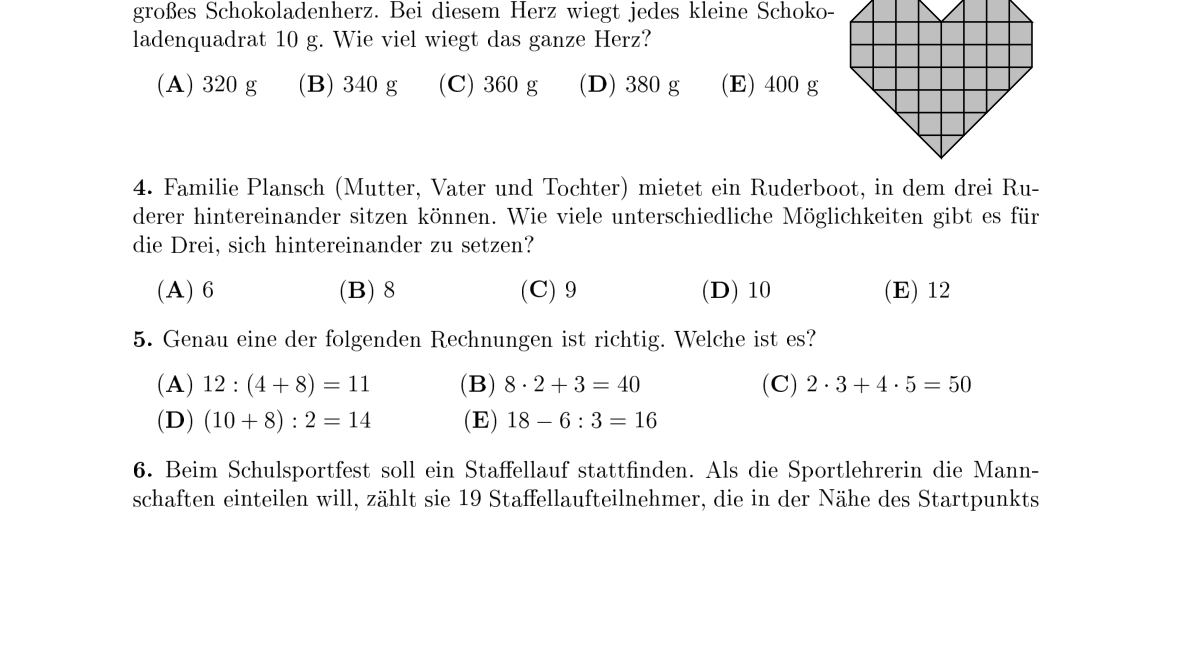 großes Schokoladenherz. Bei diesem Herz wiegt jedes kleine Schoko-
ladenquadrat 10 g. Wie viel wiegt das ganze Herz?
(A) 320 g (B) 340 g (C) 360 g (D) 380 g (E) 400 g
4. Familie Plansch (Mutter, Vater und Tochter) mietet ein Ruderboot, in dem drei Ru-
derer hintereinander sitzen können. Wie viele unterschiedliche Möglichkeiten gibt es für
die Drei, sich hintereinander zu setzen?
(A) 6 (B) 8 (C) 9 (D) 10 (E) 12
5. Genau eine der folgenden Rechnungen ist richtig. Welche ist es?
(A) 12 : (4 + 8) = 11 (B) 8 · 2 + 3 = 40 (C) 2 · 3 + 4 · 5 = 50
(D) (10 + 8) : 2 = 14 (E) 18 − 6 : 3 = 16
6. Beim Schulsportfest soll ein Staffellauf stattfinden. Als die Sportlehrerin die Mann-
schaften einteilen will, zählt sie 19 Staffellaufteilnehmer, die in der Nähe des Startpunkts